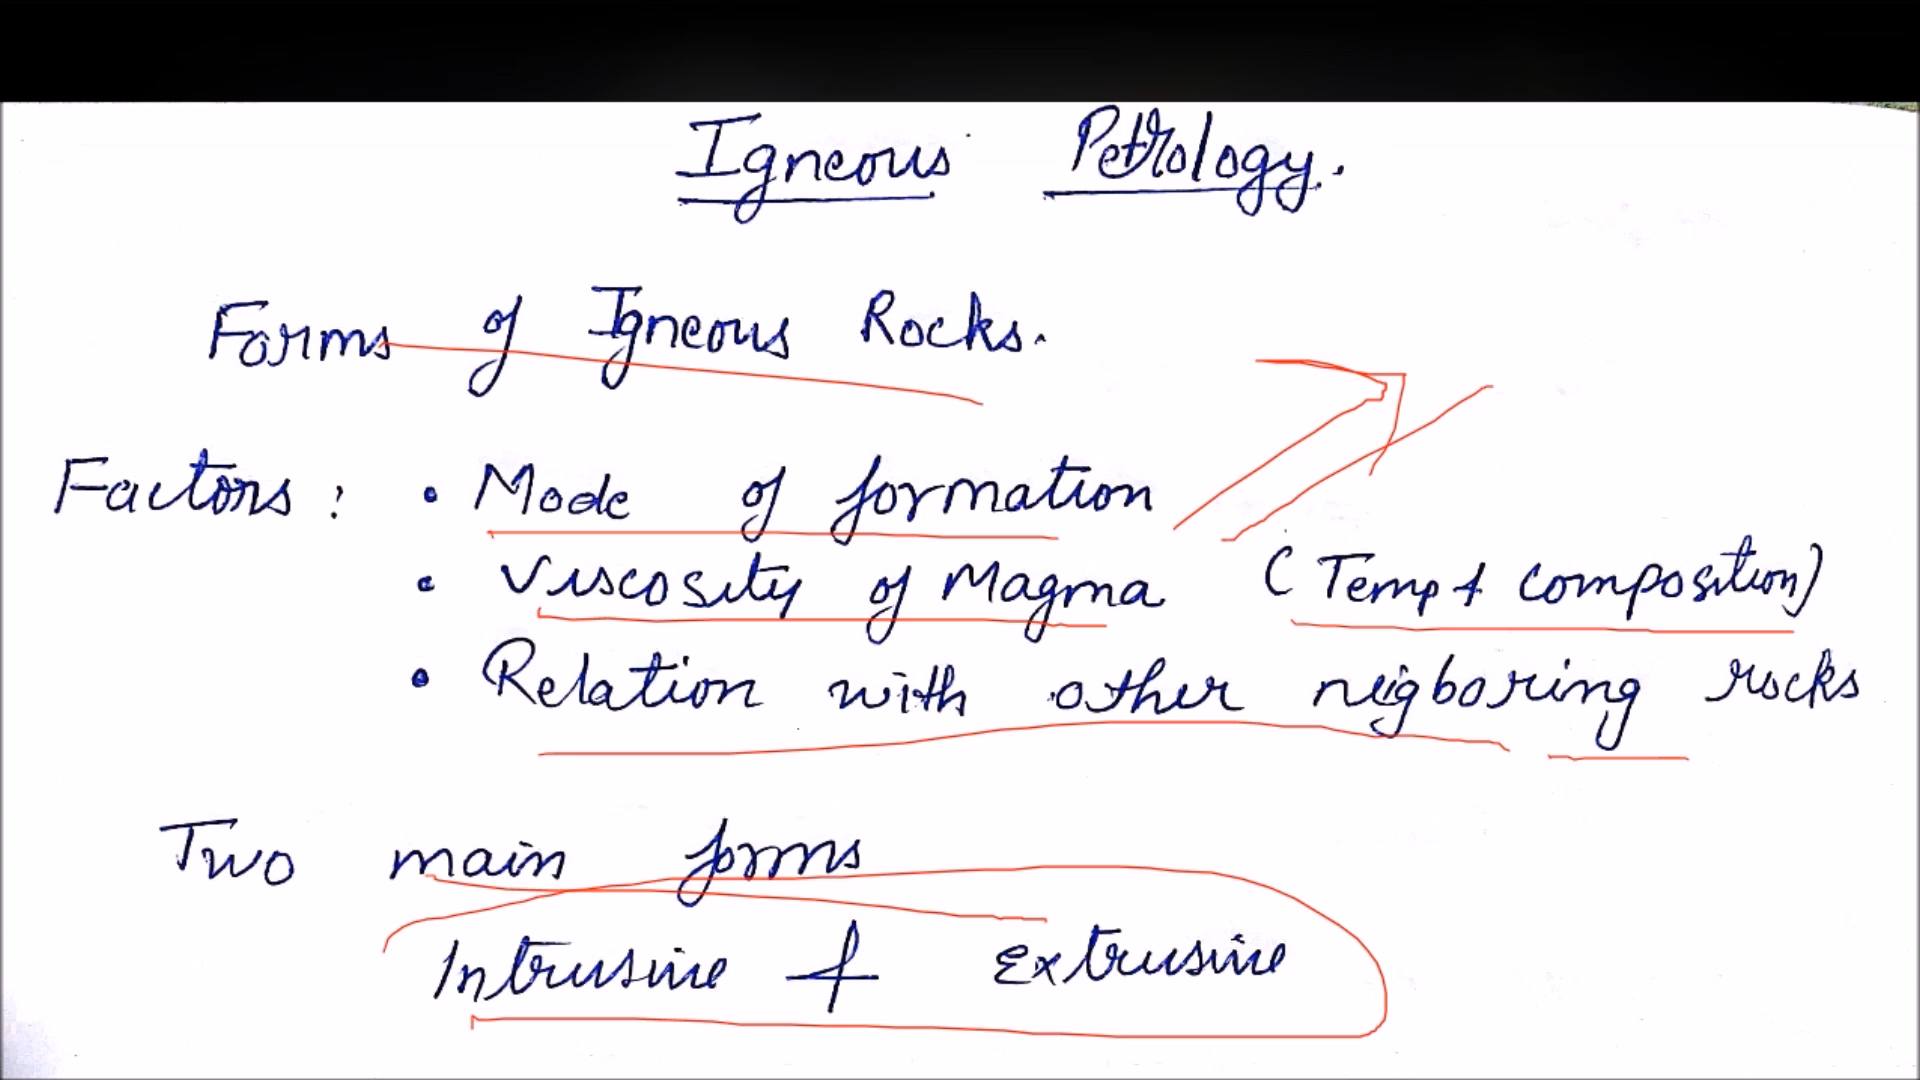 Igneous Petrology.
Forms of Igneous Rocks.
Factors : • Mode of formation
• Viscosity of Magma (Temp & composition)
• Relation with other neigboring rocks
Two main forms
Intrusive & Extrusive